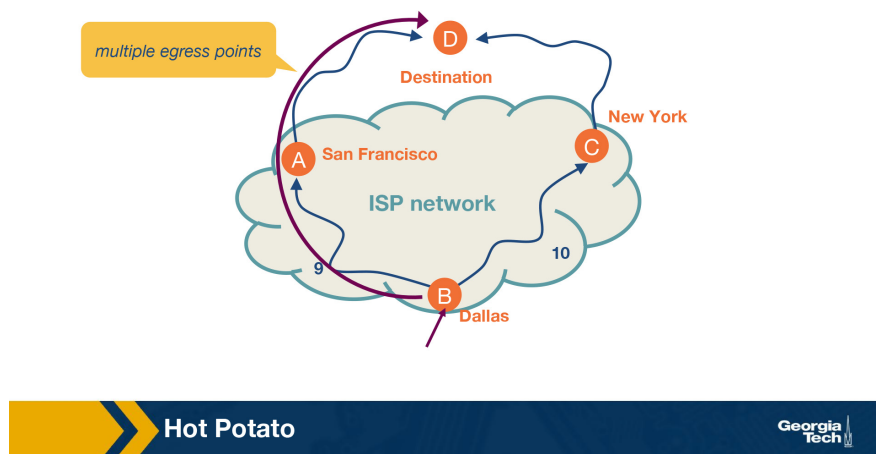 multiple egress points
D
Destination
New York
A
San Francisco
C
ISP network
9
10
B
Dallas
Hot Potato
Georgia
Tech